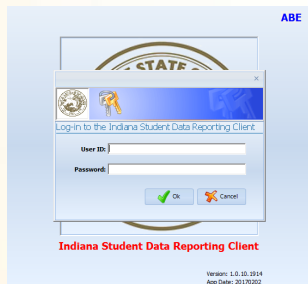 ABE
STATE
Log-in to the Indiana Student Data Reporting Client
User ID:
Password:
Ok
Cancel
Indiana Student Data Reporting Client
Version: 1.0.10.1914
App Date: 20170202